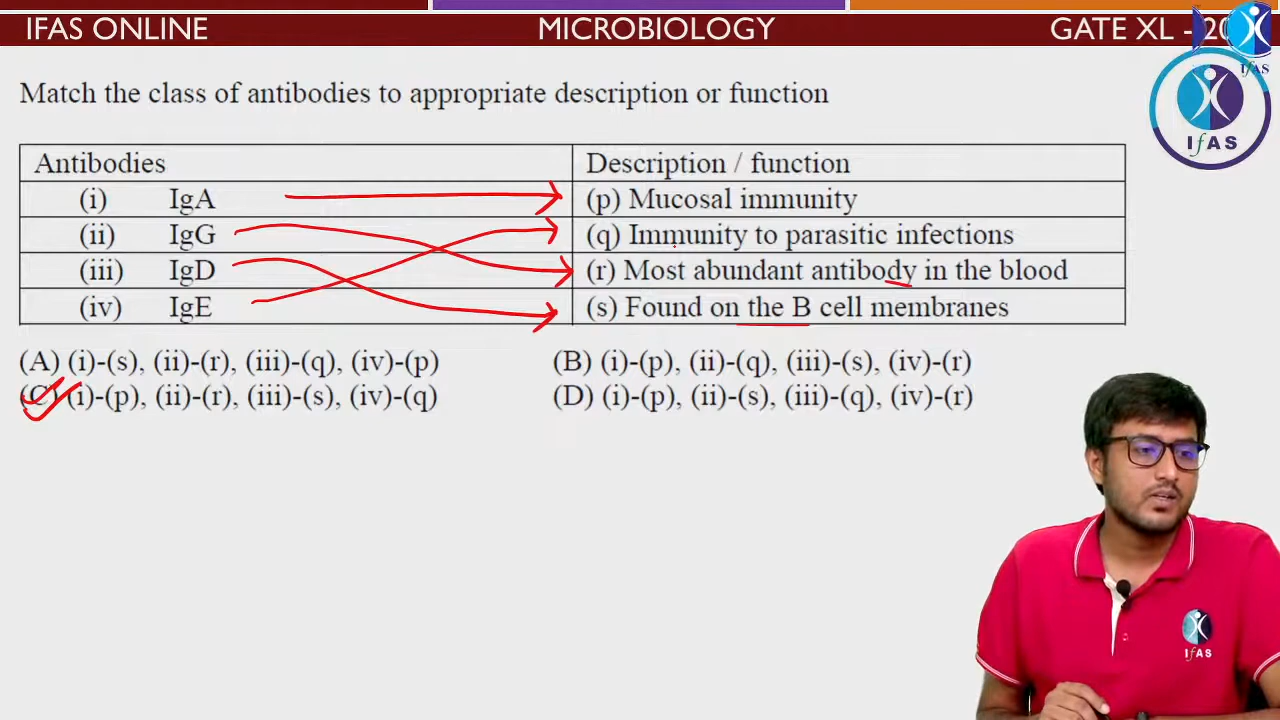 IFAS ONLINE MICROBIOLOGY GATE XL - 20
IfAS
IfAS
Match the class of antibodies to appropriate description or function
Antibodies Description / function
(i) IgA (p) Mucosal immunity
(ii) IgG (q) Immunity to parasitic infections
(iii) IgD (r) Most abundant antibody in the blood
(iv) IgE (s) Found on the B cell membranes
(A) (i)-(s), (ii)-(r), (iii)-(q), (iv)-(p) (B) (i)-(p), (ii)-(q), (iii)-(s), (iv)-(r)
(C) (i)-(p), (ii)-(r), (iii)-(s), (iv)-(q) (D) (i)-(p), (ii)-(s), (iii)-(q), (iv)-(r)
IfAS